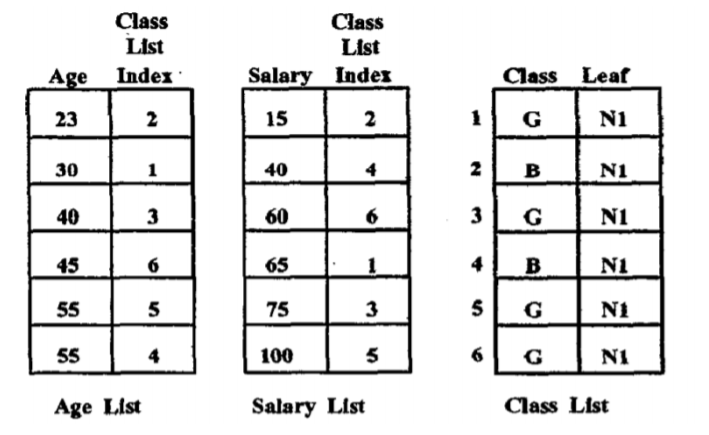 Class Class
List List
Age Index Salary Index Class Leaf
23 2 15 2 1 G N1
30 1 40 4 2 B N1
40 3 60 6 3 G N1
45 6 65 1 4 B N1
55 5 75 3 5 G N1
55 4 100 5 6 G N1
Age List Salary List Class List